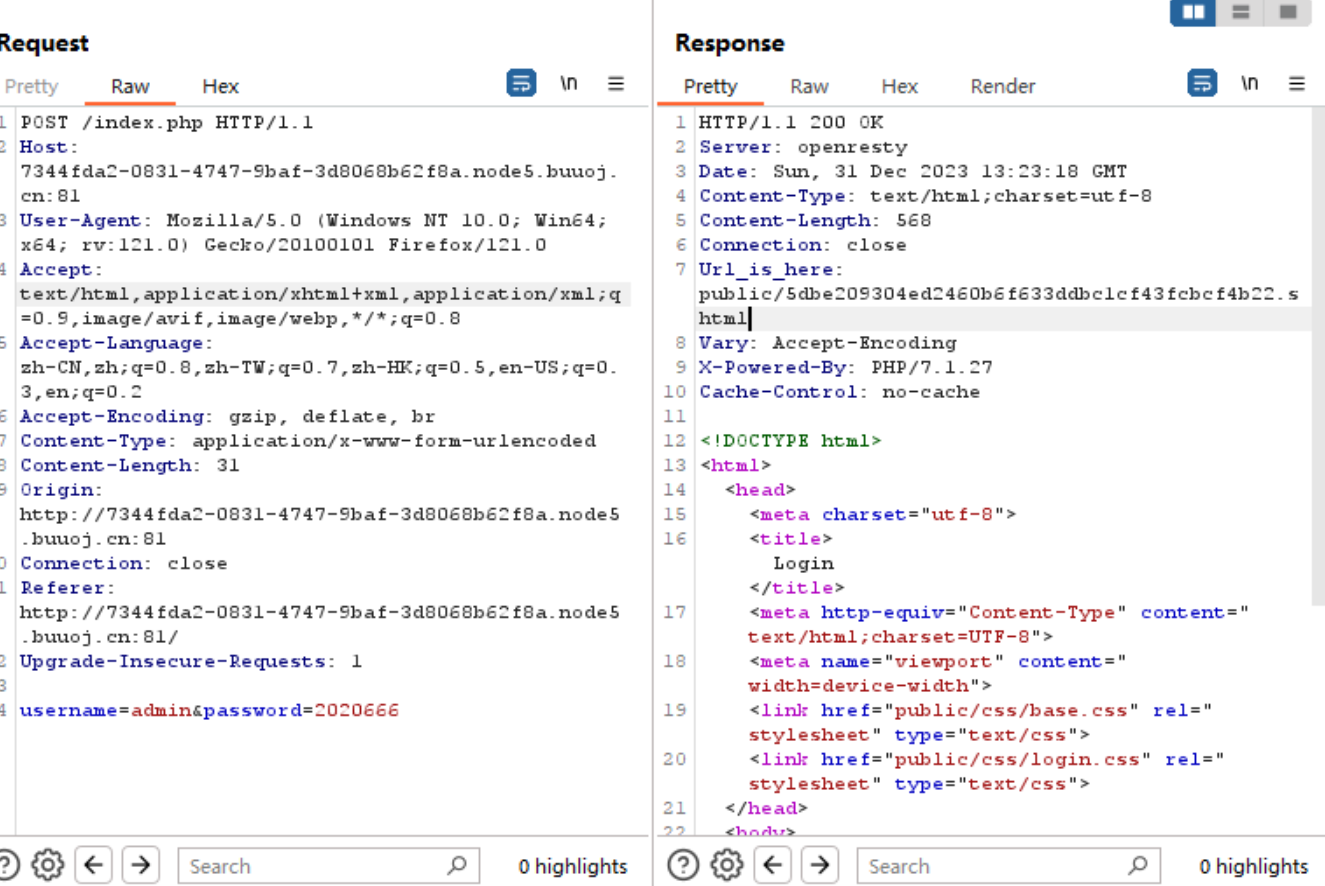 Request
Pretty Raw Hex \n
1 POST /index.php HTTP/1.1
2 Host:
7344fda2-0831-4747-9baf-3d8068b62f8a.node5.buuoj.
cn:81
3 User-Agent: Mozilla/5.0 (Windows NT 10.0; Win64;
x64; rv:121.0) Gecko/20100101 Firefox/121.0
4 Accept:
text/html,application/xhtml+xml,application/xml;q
=0.9,image/avif,image/webp,*/*;q=0.8
5 Accept-Language:
zh-CN,zh;q=0.8,zh-TW;q=0.7,zh-HK;q=0.5,en-US;q=0.
3,en;q=0.2
6 Accept-Encoding: gzip, deflate, br
7 Content-Type: application/x-www-form-urlencoded
8 Content-Length: 31
9 Origin:
http://7344fda2-0831-4747-9baf-3d8068b62f8a.node5
.buuoj.cn:81
0 Connection: close
1 Referer:
http://7344fda2-0831-4747-9baf-3d8068b62f8a.node5
.buuoj.cn:81/
2 Upgrade-Insecure-Requests: 1
3
4 username=admin&password=2020666
Search 0 highlights
Response
Pretty Raw Hex Render \n
1 HTTP/1.1 200 OK
2 Server: openresty
3 Date: Sun, 31 Dec 2023 13:23:18 GMT
4 Content-Type: text/html;charset=utf-8
5 Content-Length: 568
6 Connection: close
7 Url_is_here:
public/5dbe209304ed2460b6f633ddbc1cf43fcbcf4b22.s
html
8 Vary: Accept-Encoding
9 X-Powered-By: PHP/7.1.27
10 Cache-Control: no-cache
11
12 <!DOCTYPE html>
13 <html>
14 <head>
15 <meta charset="utf-8">
16 <title>
Login
</title>
17 <meta http-equiv="Content-Type" content="
text/html;charset=UTF-8">
18 <meta name="viewport" content="
width=device-width">
19 <link href="public/css/base.css" rel="
stylesheet" type="text/css">
20 <link href="public/css/login.css" rel="
stylesheet" type="text/css">
21 </head>
22 <body>
Search 0 highlights